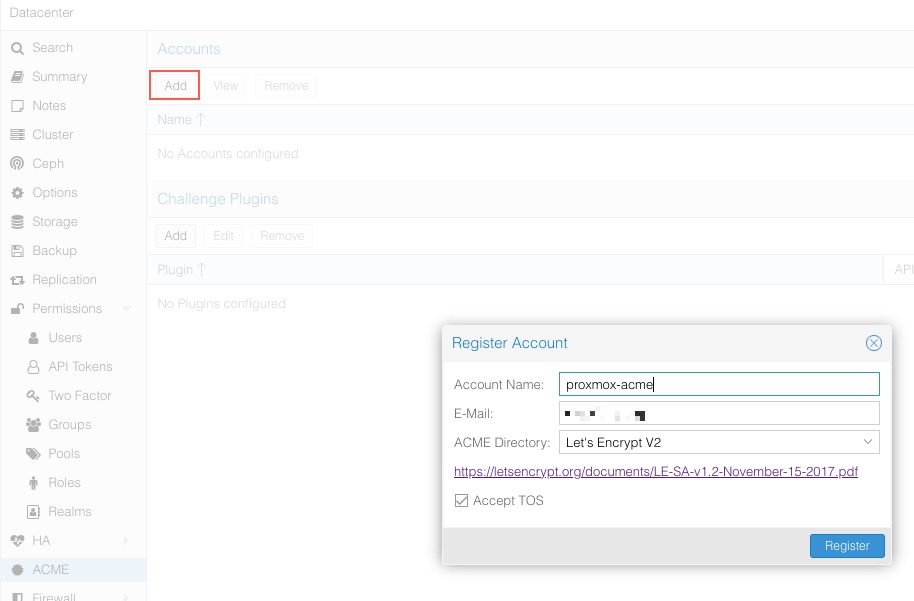 Datacenter
Search
Summary
Notes
Cluster
Ceph
Options
Storage
Backup
Replication
Permissions
Users
API Tokens
Two Factor
Groups
Pools
Roles
Realms
HA
ACME
Firewall
Accounts
Add View Remove
Name ↑
No Accounts configured
Challenge Plugins
Add Edit Remove
Plugin ↑ API
No Plugins configured
Register Account
Account Name: proxmox-acme
E-Mail:
ACME Directory: Let's Encrypt V2
https://letsencrypt.org/documents/LE-SA-v1.2-November-15-2017.pdf
Accept TOS
Register